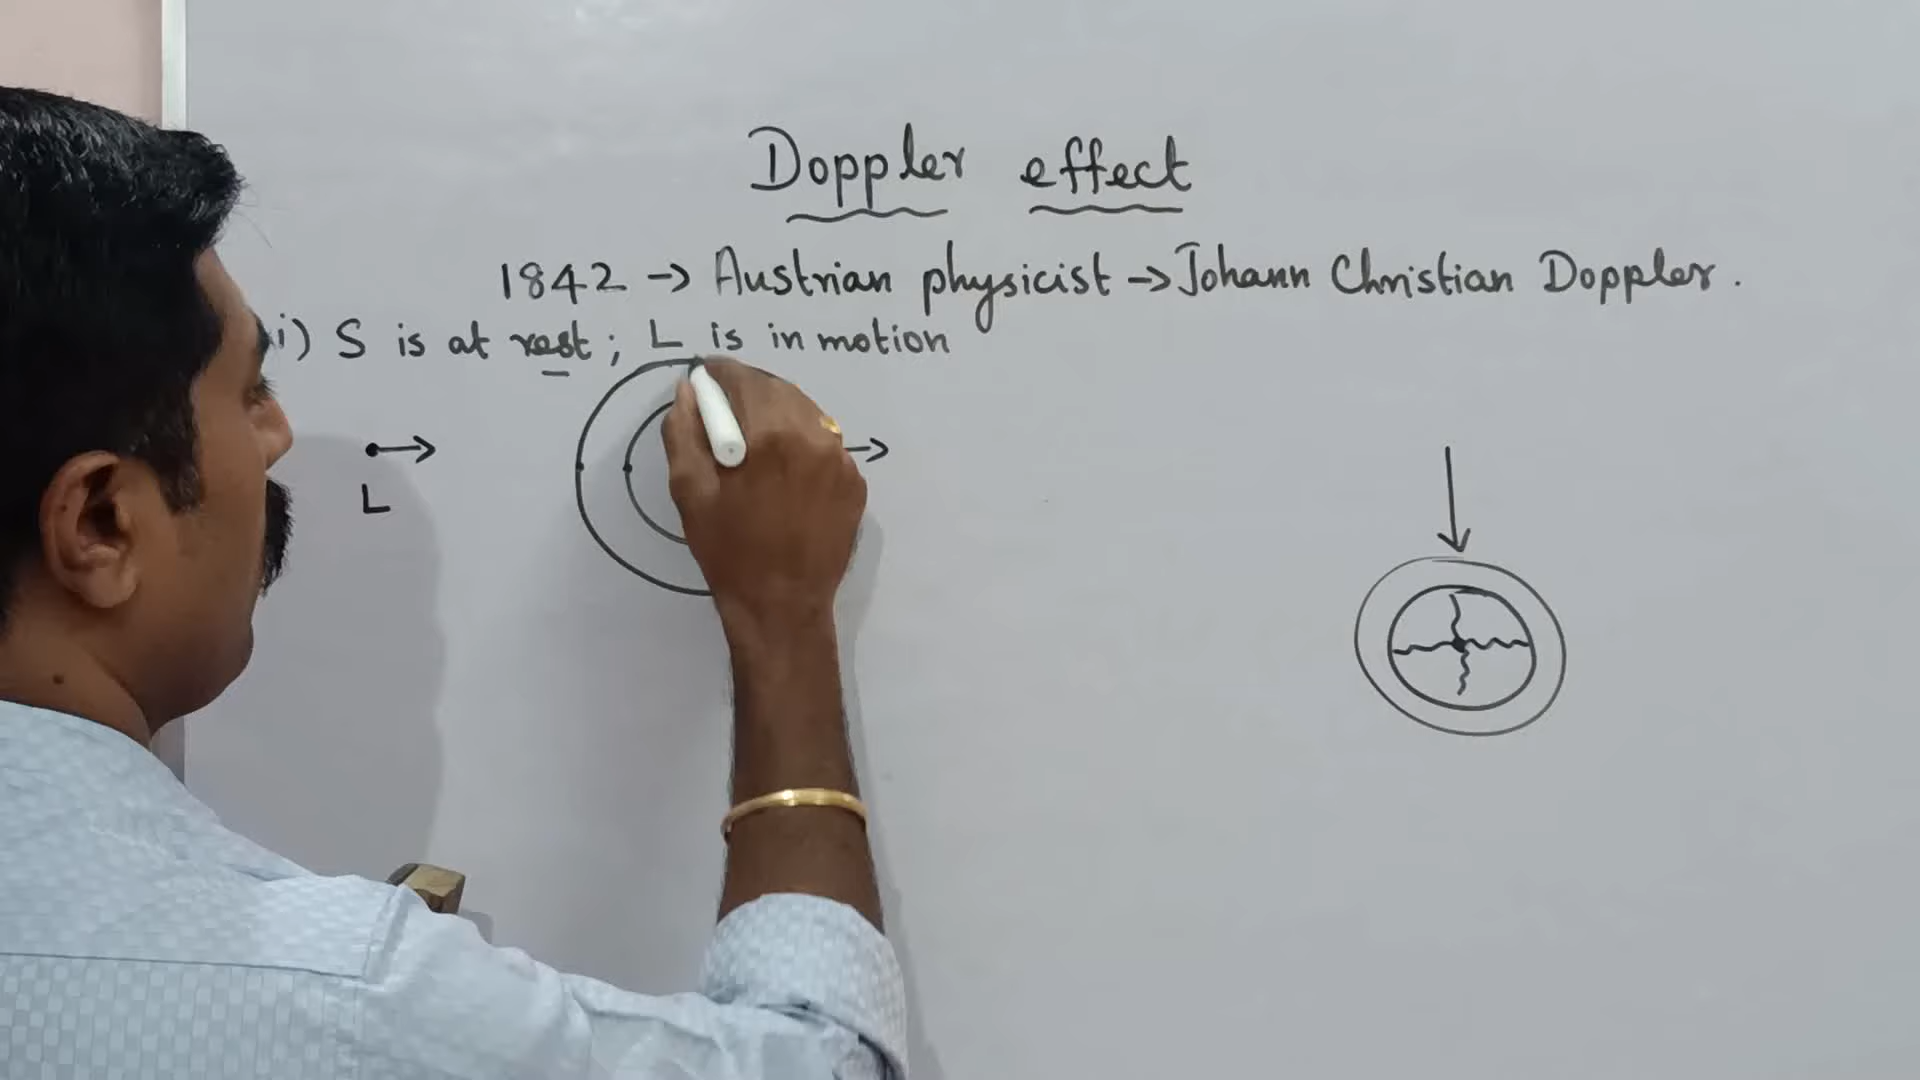 Doppler effect
1842 → Austrian physicist → Johann Christian Doppler.
i) S is at rest; L is in motion
L